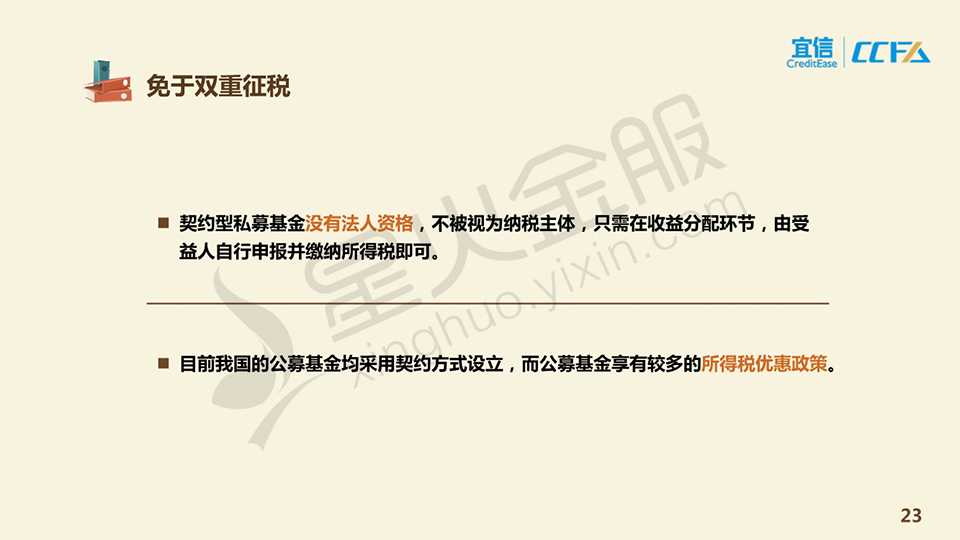 宜信
CreditEase
CCFA
免于双重征税
星火金服
xinghuo.yixin.com
■ 契约型私募基金没有法人资格，不被视为纳税主体，只需在收益分配环节，由受
益人自行申报并缴纳所得税即可。
■ 目前我国的公募基金均采用契约方式设立，而公募基金享有较多的所得税优惠政策。
23